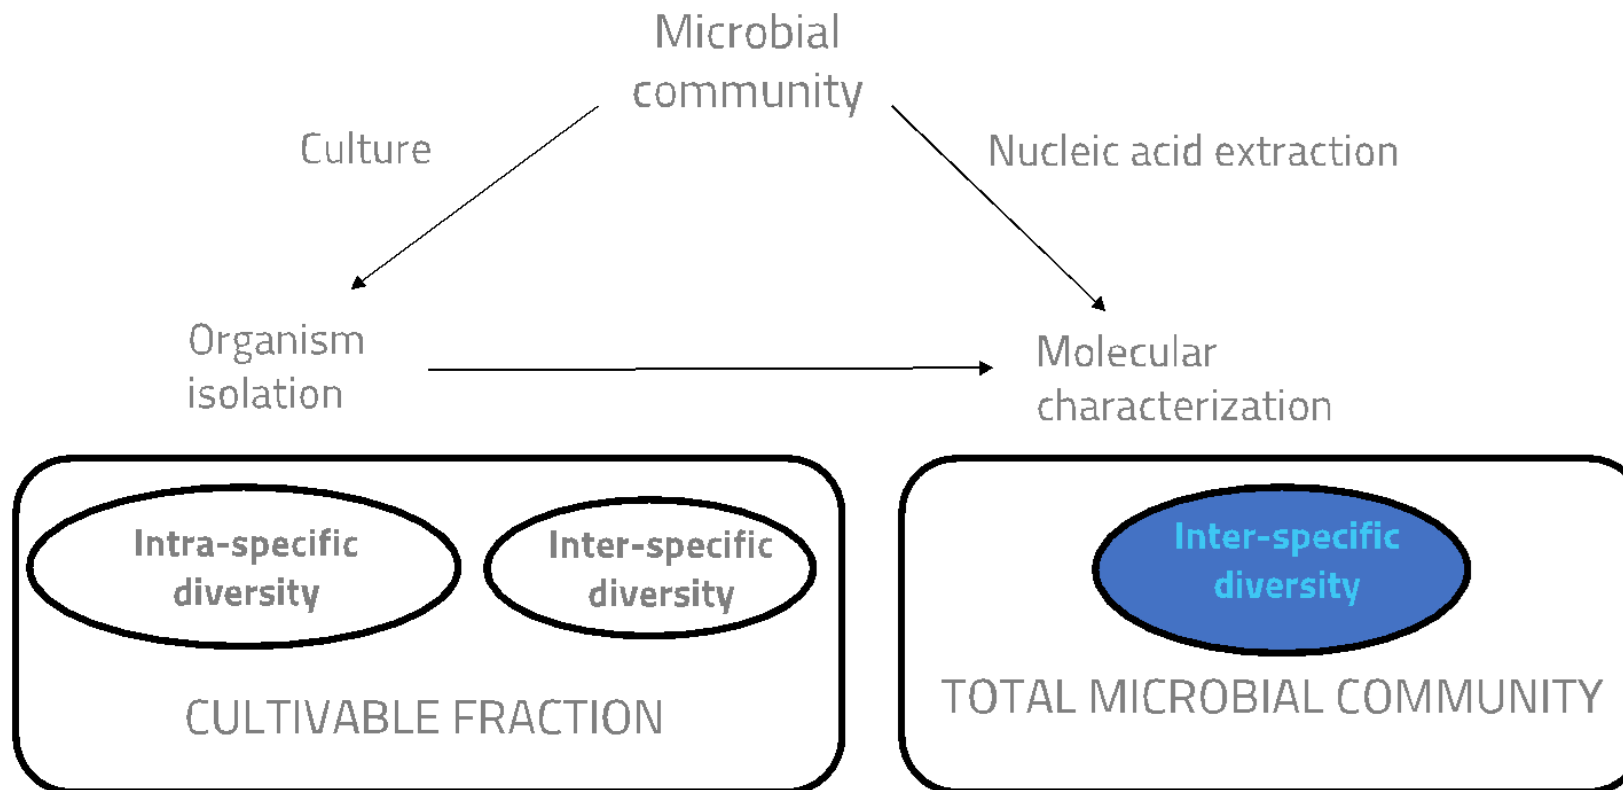 Microbial
community
Culture
Nucleic acid extraction
Organism
isolation
Molecular
characterization
Intra-specific
diversity
Inter-specific
diversity
CULTIVABLE FRACTION
Inter-specific
diversity
TOTAL MICROBIAL COMMUNITY